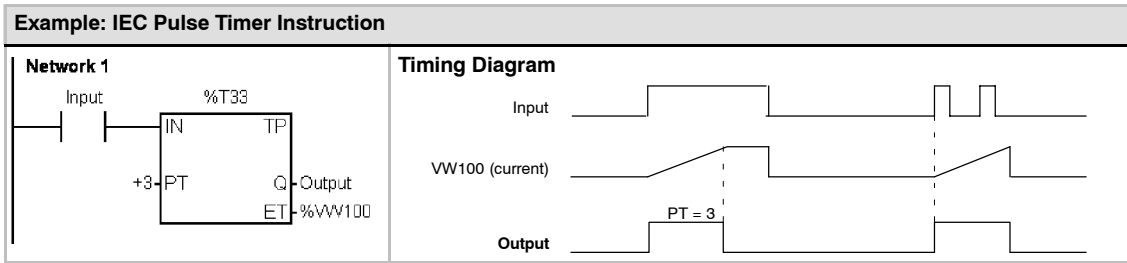 Example: IEC Pulse Timer Instruction
Network 1
Input
%T33
IN TP
+3 PT
Q Output
ET %VW100
Timing Diagram
Input
VW100 (current)
PT = 3
Output